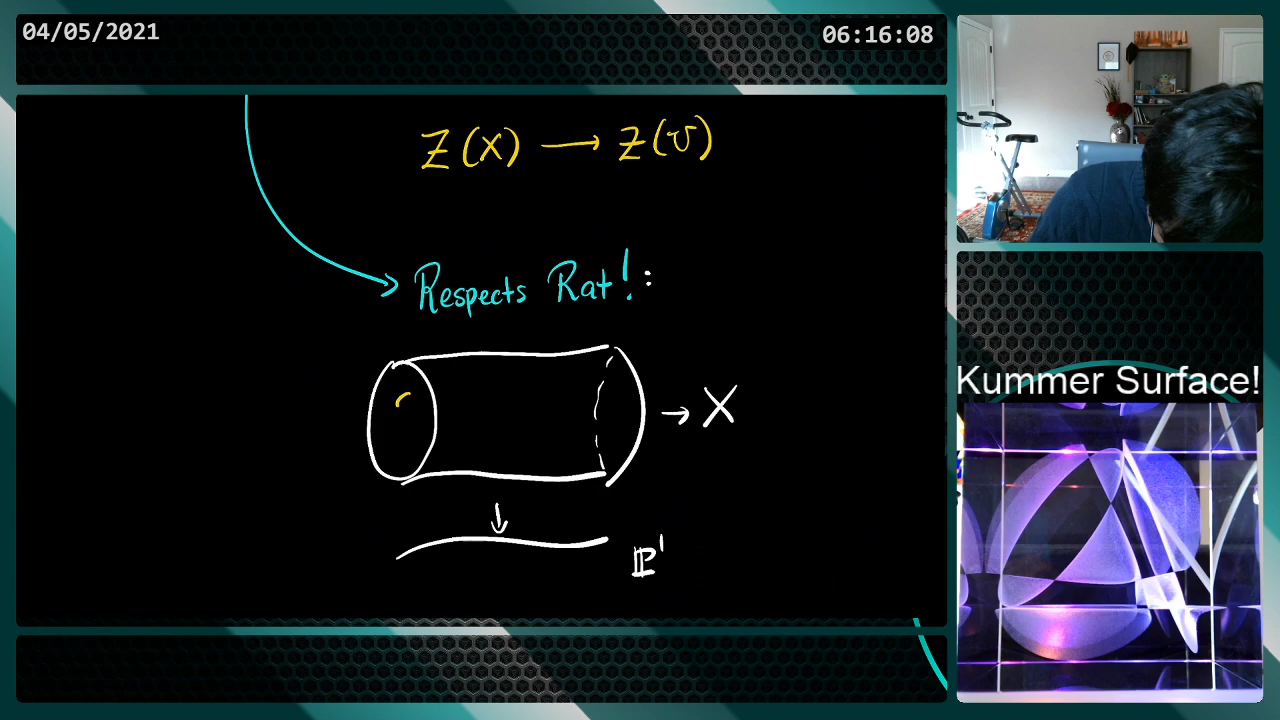 04/05/2021
06:16:08
Z(X) → Z(U)
Respects Rat!:
→ X
↓
ℙ¹
Kummer Surface!